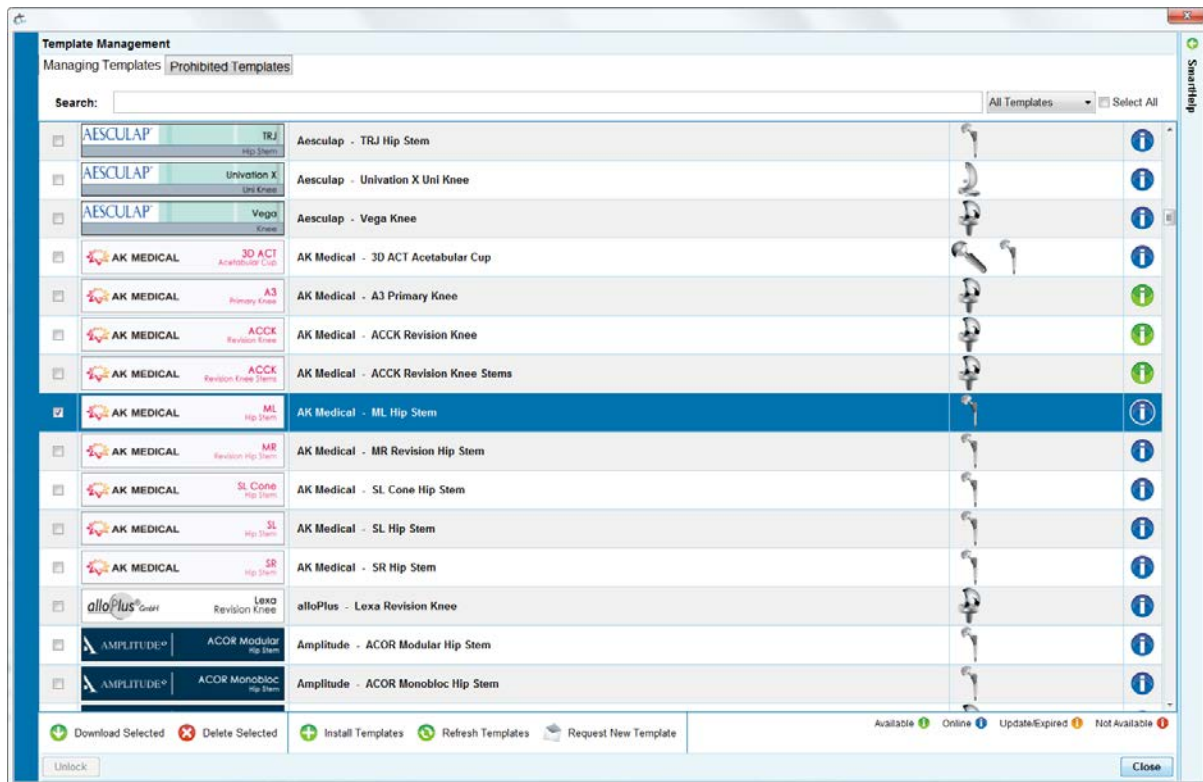 Template Management
Managing Templates Prohibited Templates
SmartHelp
Search: All Templates Select All
AESCULAP TRJ Hip Stem Aesculap - TRJ Hip Stem
AESCULAP Univation X Uni Knee Aesculap - Univation X Uni Knee
AESCULAP Vega Knee Aesculap - Vega Knee
AK MEDICAL 3D ACT Acetabular Cup AK Medical - 3D ACT Acetabular Cup
AK MEDICAL A3 Primary Knee AK Medical - A3 Primary Knee
AK MEDICAL ACCK Revision Knee AK Medical - ACCK Revision Knee
AK MEDICAL ACCK Revision Knee Stems AK Medical - ACCK Revision Knee Stems
AK MEDICAL ML Hip Stem AK Medical - ML Hip Stem
AK MEDICAL MR Revision Hip Stem AK Medical - MR Revision Hip Stem
AK MEDICAL SL Cone Hip Stem AK Medical - SL Cone Hip Stem
AK MEDICAL SL Hip Stem AK Medical - SL Hip Stem
AK MEDICAL SR Hip Stem AK Medical - SR Hip Stem
alloPlus® GmbH Lexa Revision Knee alloPlus - Lexa Revision Knee
AMPLITUDE ACOR Modular Hip Stem Amplitude - ACOR Modular Hip Stem
AMPLITUDE ACOR Monobloc Hip Stem Amplitude - ACOR Monobloc Hip Stem
Download Selected Delete Selected Install Templates Refresh Templates Request New Template Available Online Update/Expired Not Available
Unlock Close